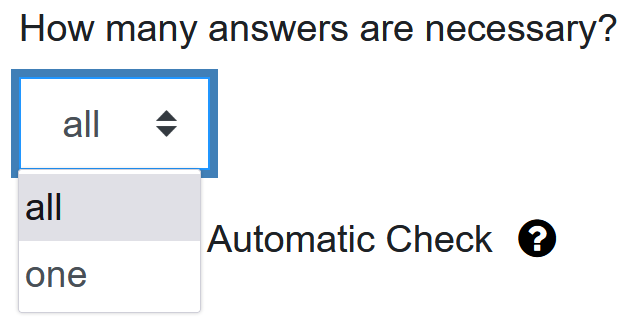 How many answers are necessary?
all
all
Automatic Check ?
one